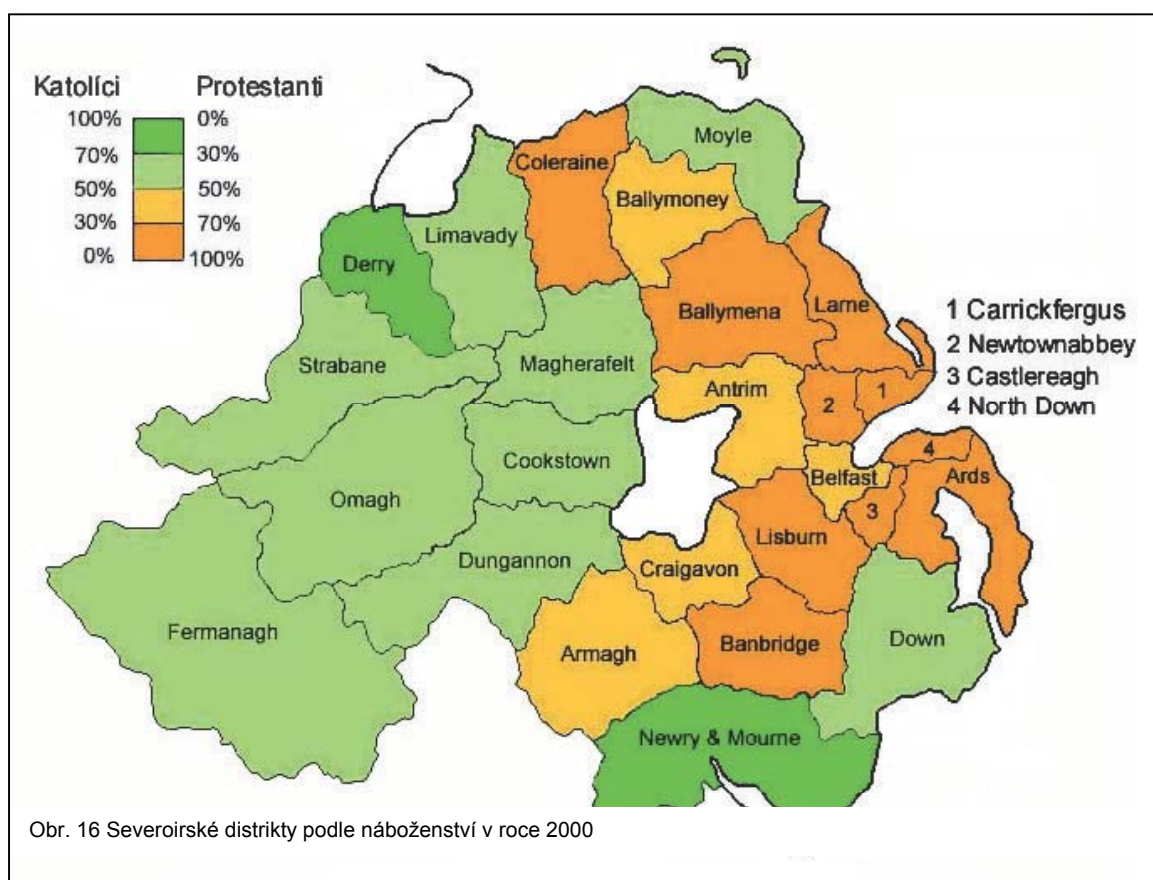 Katolíci Protestanti
100% 0%
70% 30%
50% 50%
30% 70%
0% 100%
Moyle
Coleraine
Ballymoney
Limavady
Derry
Ballymena
Larne
1 Carrickfergus
2 Newtownabbey
3 Castlereagh
4 North Down
Strabane
Magherafelt
Antrim
2
1
4
Cookstown
Belfast
Ards
Omagh
3
Lisburn
Dungannon
Craigavon
Fermanagh
Armagh
Banbridge
Down
Newry & Mourne
Obr. 16 Severoirské distrikty podle náboženství v roce 2000